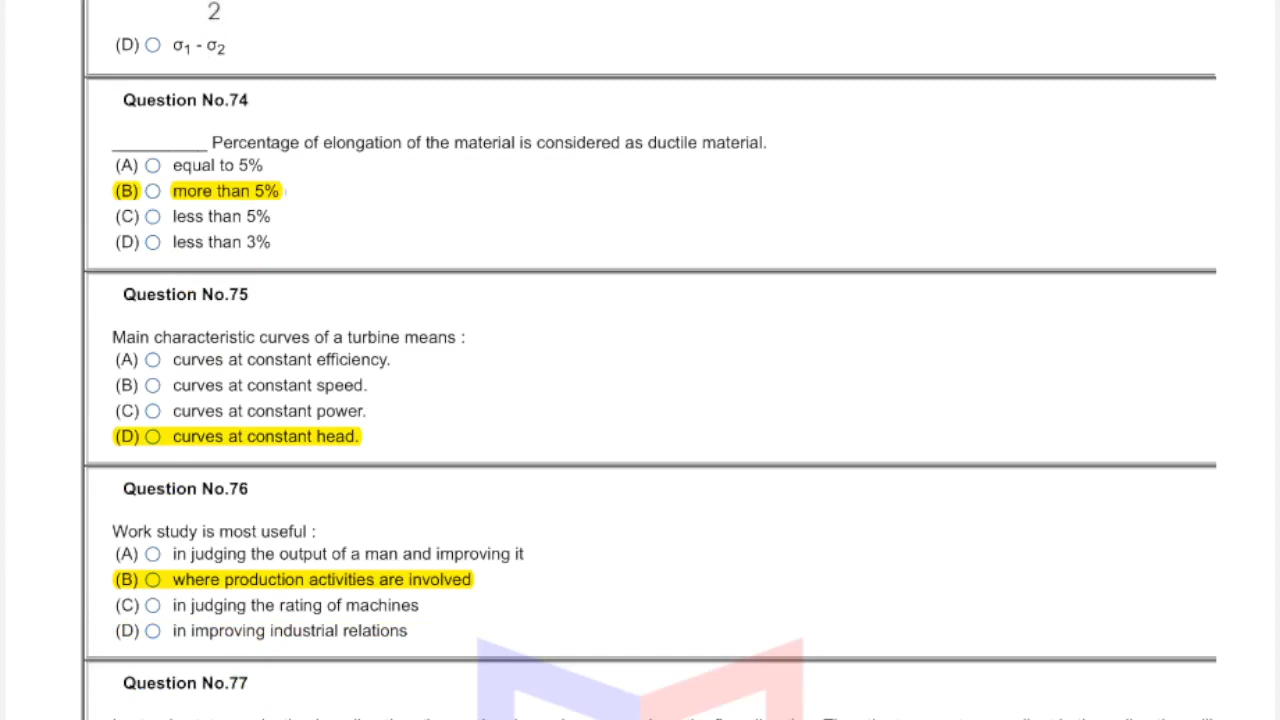 2
(D) σ1 - σ2
Question No.74
__________ Percentage of elongation of the material is considered as ductile material.
(A) equal to 5%
(B) more than 5%
(C) less than 5%
(D) less than 3%
Question No.75
Main characteristic curves of a turbine means :
(A) curves at constant efficiency.
(B) curves at constant speed.
(C) curves at constant power.
(D) curves at constant head.
Question No.76
Work study is most useful :
(A) in judging the output of a man and improving it
(B) where production activities are involved
(C) in judging the rating of machines
(D) in improving industrial relations
Question No.77